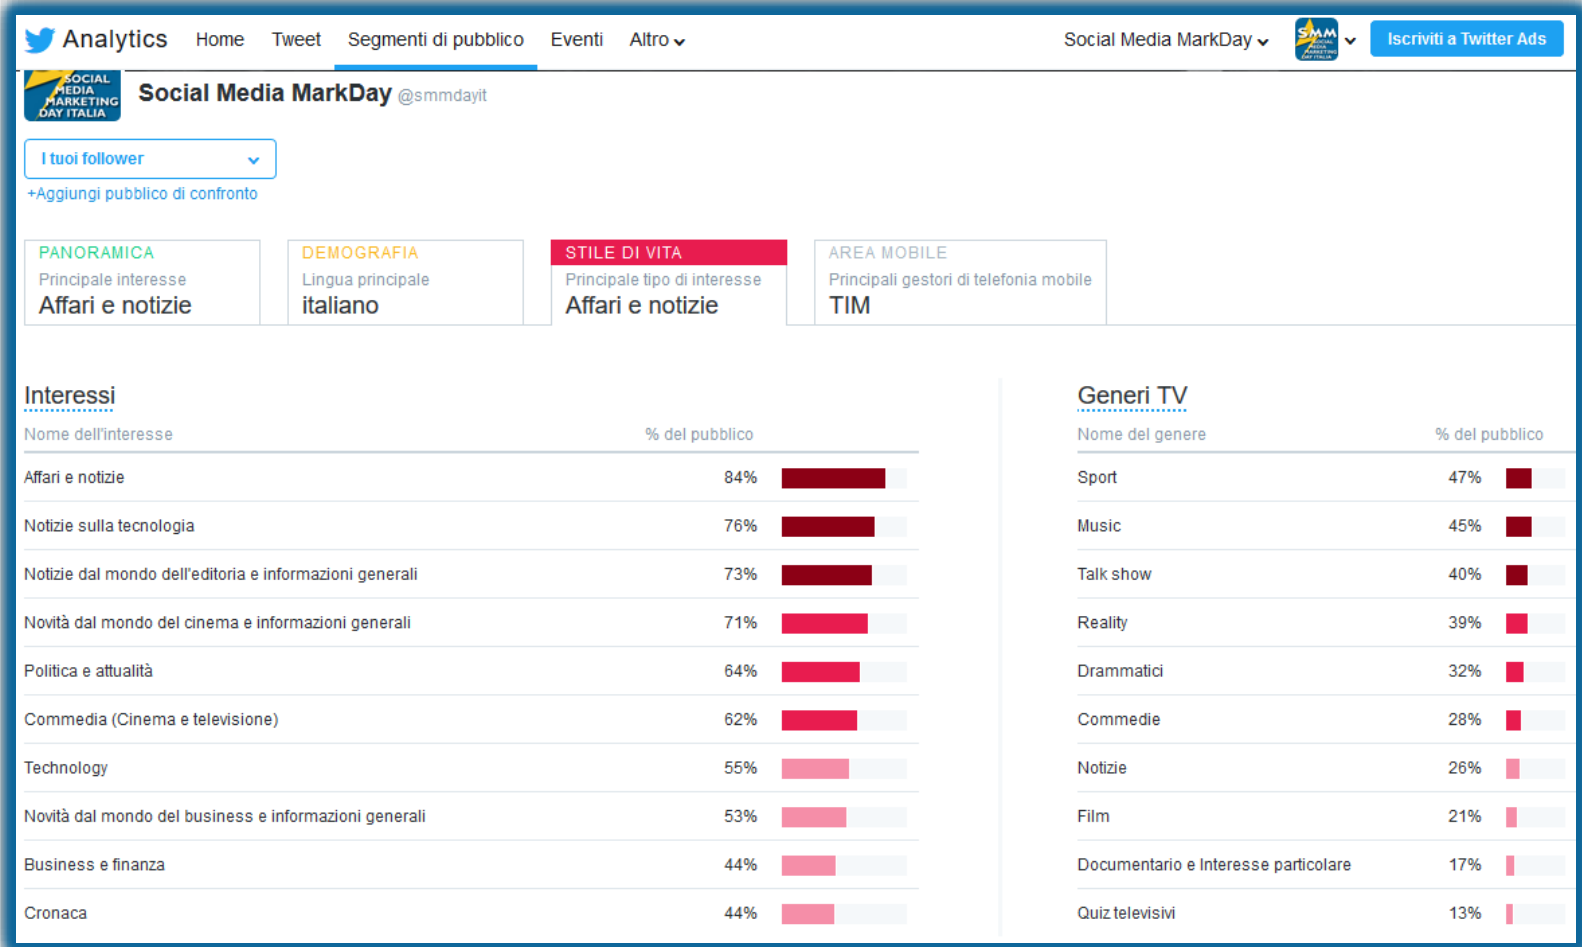 Analytics Home Tweet Segmenti di pubblico Eventi Altro Social Media MarkDay SMM SOCIAL MEDIA MARKETING DAY ITALIA Iscriviti a Twitter Ads
SOCIAL
MEDIA
MARKETING
DAY ITALIA
Social Media MarkDay @smmdayit
I tuoi follower
+Aggiungi pubblico di confronto
PANORAMICA
Principale interesse
Affari e notizie
DEMOGRAFIA
Lingua principale
italiano
STILE DI VITA
Principale tipo di interesse
Affari e notizie
AREA MOBILE
Principali gestori di telefonia mobile
TIM
Interessi
Nome dell'interesse % del pubblico
Affari e notizie 84%
Notizie sulla tecnologia 76%
Notizie dal mondo dell'editoria e informazioni generali 73%
Novità dal mondo del cinema e informazioni generali 71%
Politica e attualità 64%
Commedia (Cinema e televisione) 62%
Technology 55%
Novità dal mondo del business e informazioni generali 53%
Business e finanza 44%
Cronaca 44%
Generi TV
Nome del genere % del pubblico
Sport 47%
Music 45%
Talk show 40%
Reality 39%
Drammatici 32%
Commedie 28%
Notizie 26%
Film 21%
Documentario e Interesse particolare 17%
Quiz televisivi 13%